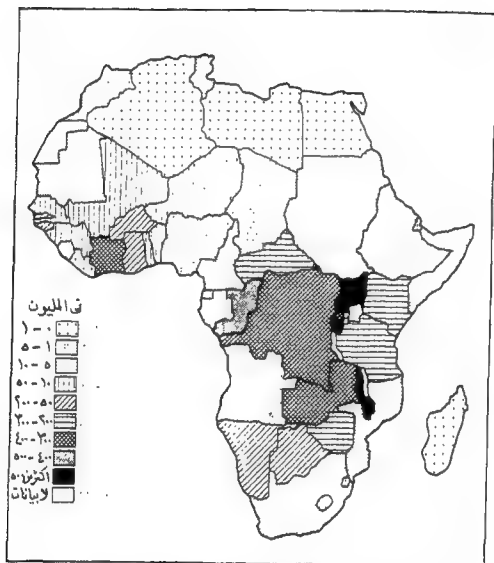 فى المليون
٠ - ١
١ - ٥
٥ - ١٠
١٠ - ٥٠
٥٠ - ٢٠٠
٢٠٠ - ٣٠٠
٣٠٠ - ٤٠٠
٤٠٠ - ٥٠٠
اكثرمن ٥٠
لابيانات